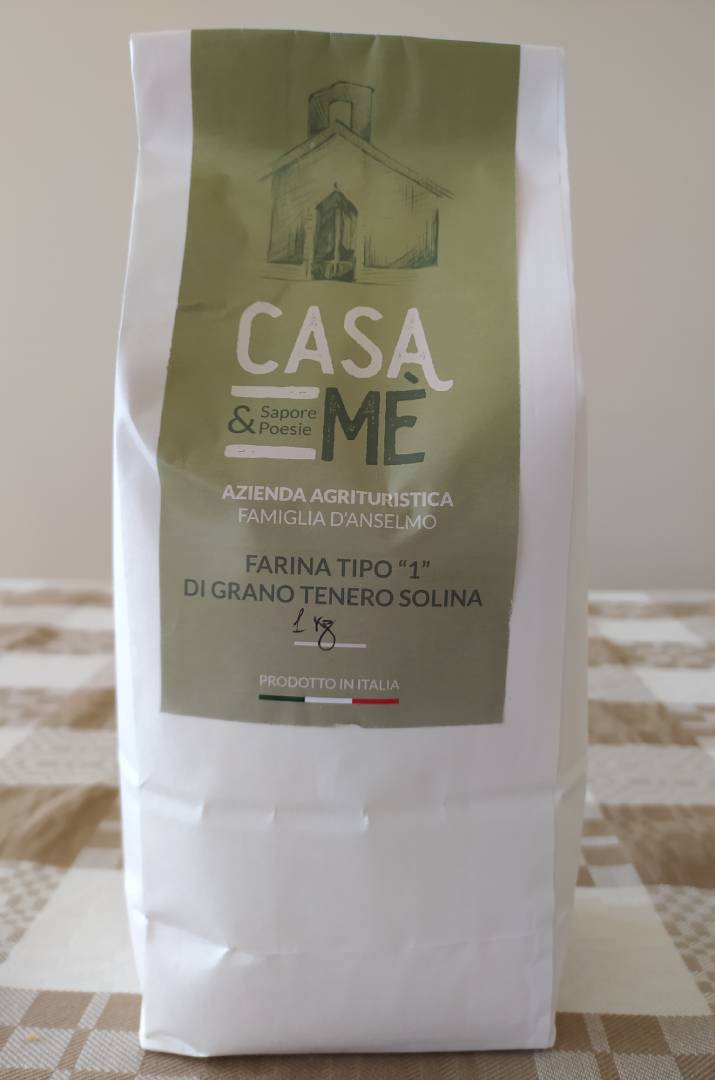 CASA
& Sapore
Poesie
MÈ
AZIENDA AGRITURISTICA
FAMIGLIA D'ANSELMO
FARINA TIPO “1”
DI GRANO TENERO SOLINA
1 kg
PRODOTTO IN ITALIA